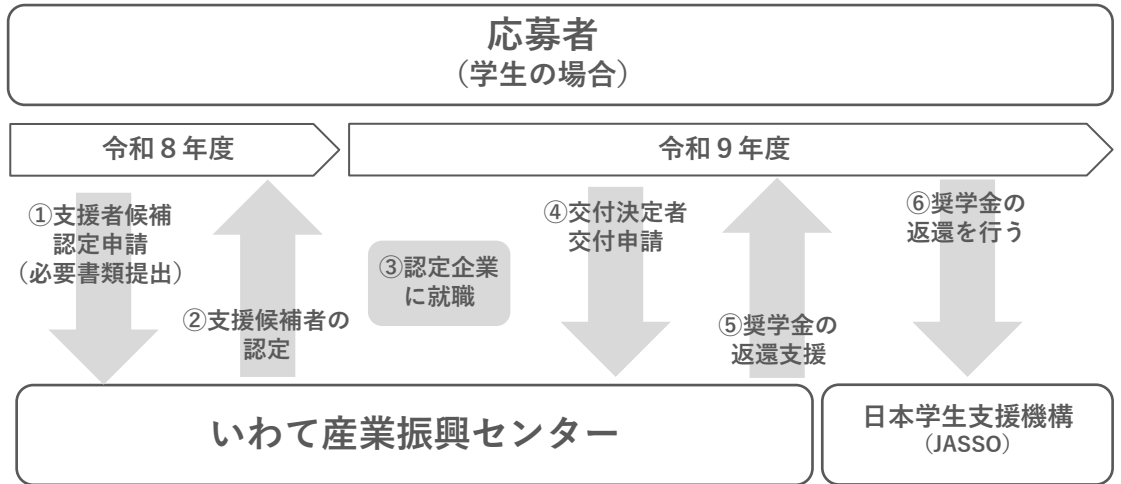 応募者
（学生の場合）
令和８年度
令和９年度
①支援者候補
認定申請
（必要書類提出）
②支援候補者の
認定
③認定企業
に就職
④交付決定者
交付申請
⑤奨学金の
返還支援
⑥奨学金の
返還を行う
いわて産業振興センター
日本学生支援機構
（JASSO）